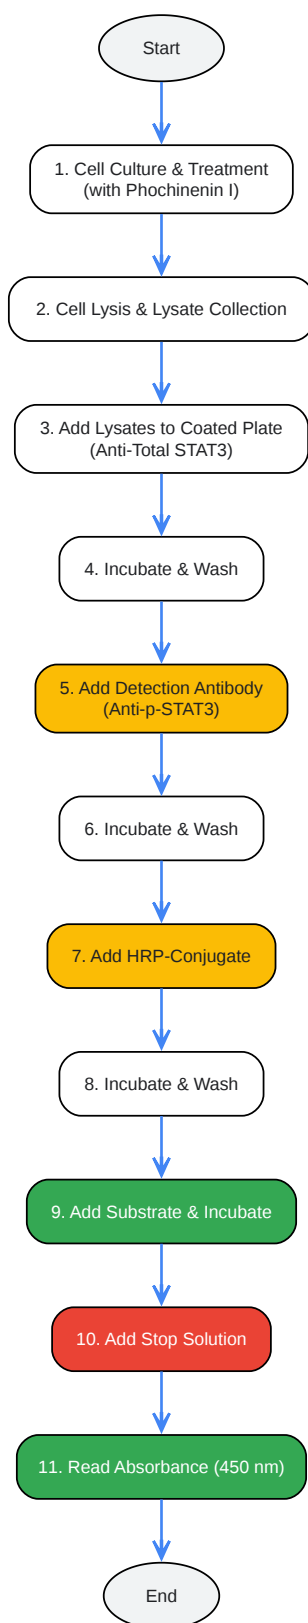 Start
1. Cell Culture & Treatment
(with Phochinenin I)
2. Cell Lysis & Lysate Collection
3. Add Lysates to Coated Plate
(Anti-Total STAT3)
4. Incubate & Wash
5. Add Detection Antibody
(Anti-p-STAT3)
6. Incubate & Wash
7. Add HRP-Conjugate
8. Incubate & Wash
9. Add Substrate & Incubate
10. Add Stop Solution
11. Read Absorbance (450 nm)
End